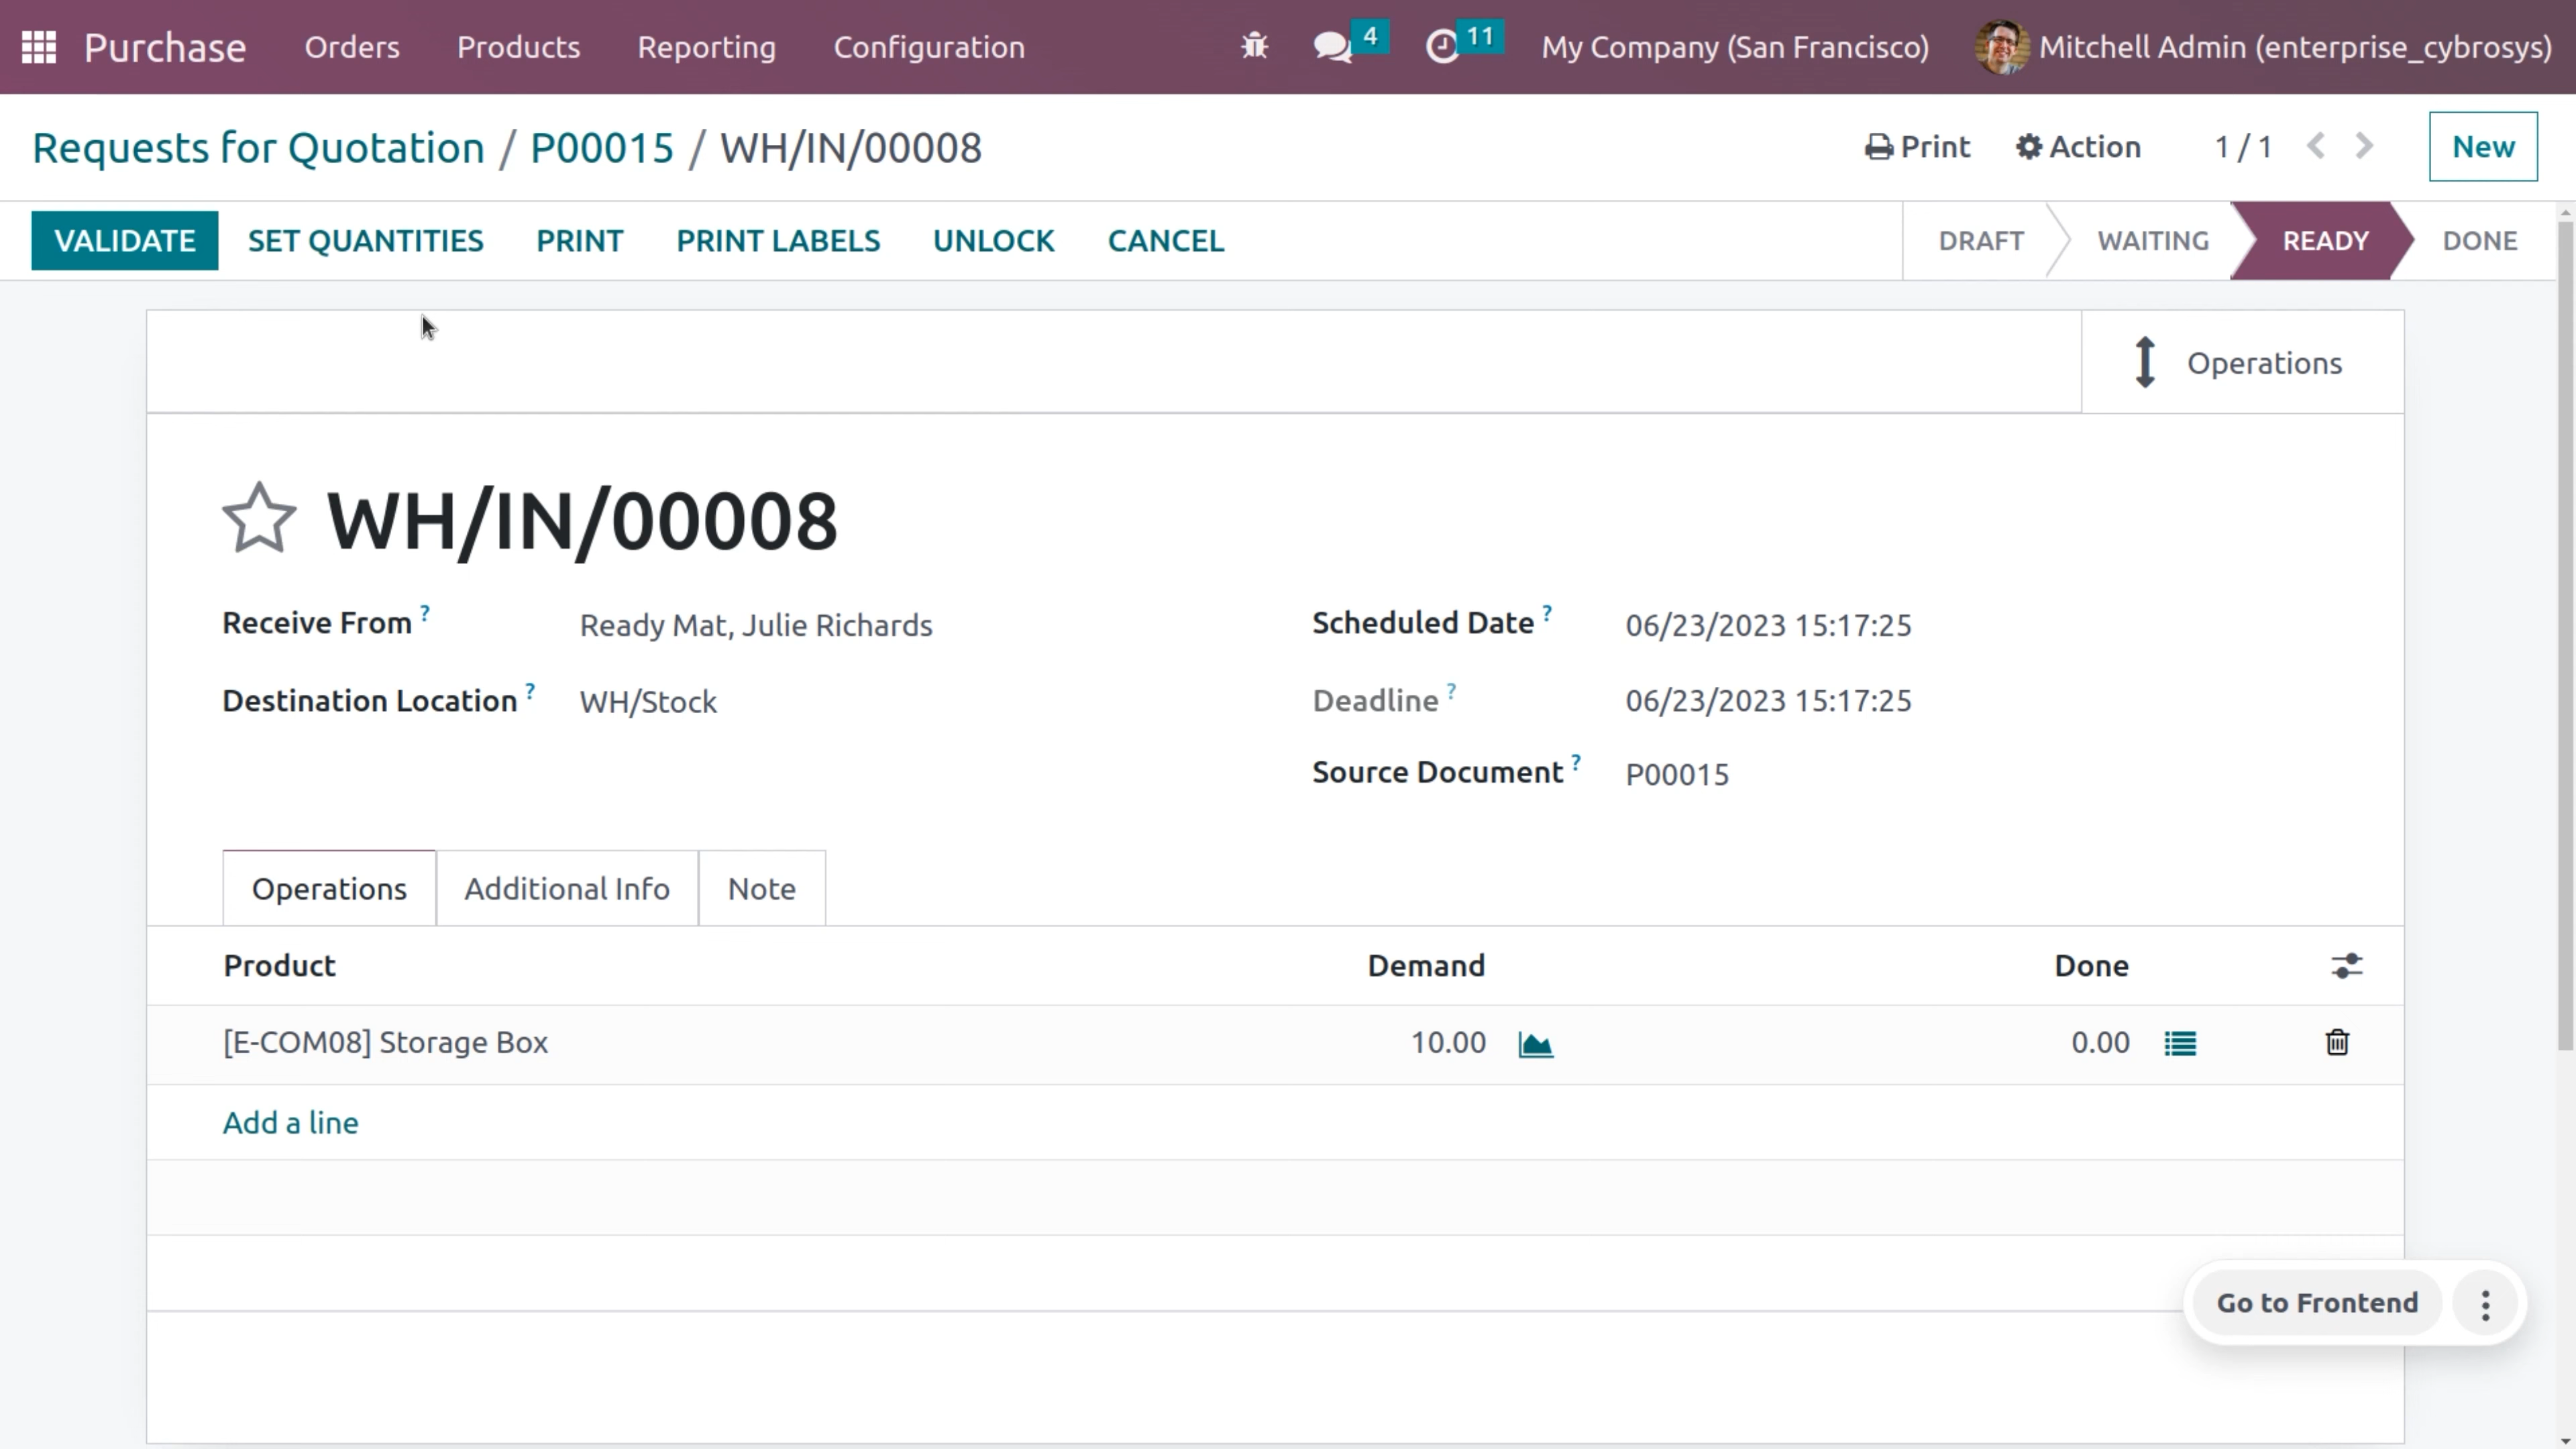 Purchase Orders Products Reporting Configuration 4 11 My Company (San Francisco) Mitchell Admin (enterprise_cybrosys)
Requests for Quotation / P00015 / WH/IN/00008 Print Action 1 / 1 New
VALIDATE SET QUANTITIES PRINT PRINT LABELS UNLOCK CANCEL DRAFT WAITING READY DONE
Operations
WH/IN/00008
Receive From ? Ready Mat, Julie Richards Scheduled Date ? 06/23/2023 15:17:25
Destination Location ? WH/Stock Deadline ? 06/23/2023 15:17:25
Source Document ? P00015
Operations Additional Info Note
Product Demand Done
[E-COM08] Storage Box 10.00 0.00
Add a line
Go to Frontend